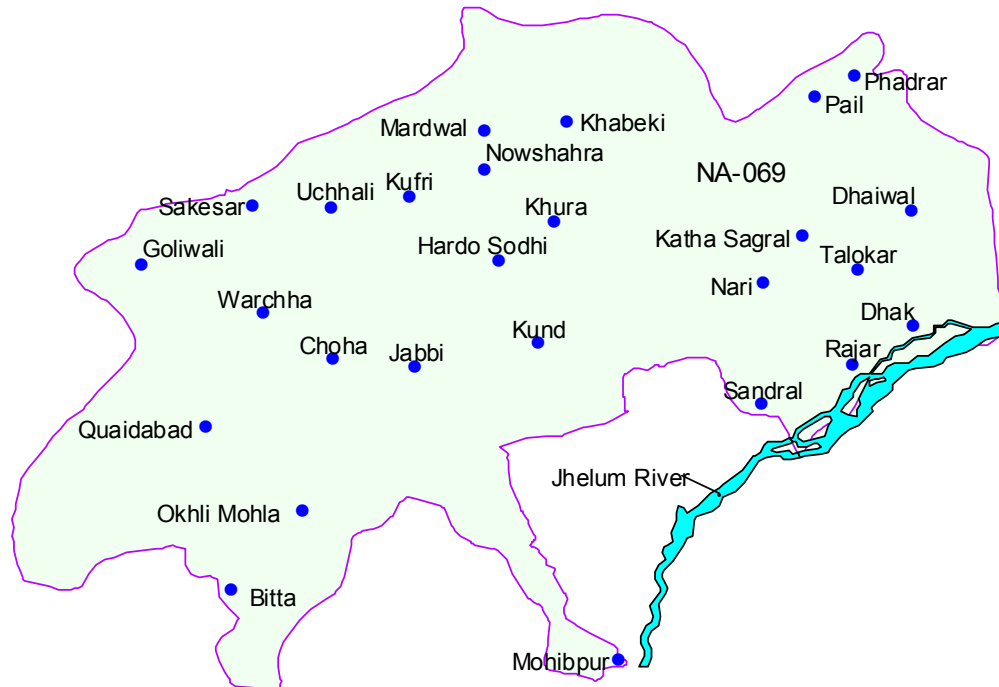 Phadrar
Pail
Khabeki
Mardwal
Nowshahra
NA-069
Kufri
Uchhali
Sakesar
Dhaiwal
Khura
Katha Sagral
Goliwali
Hardo Sodhi
Talokar
Nari
Warchha
Dhak
Kund
Choha
Jabbi
Rajar
Sandral
Quaidabad
Jhelum River
Okhli Mohla
Bitta
Mohibpur